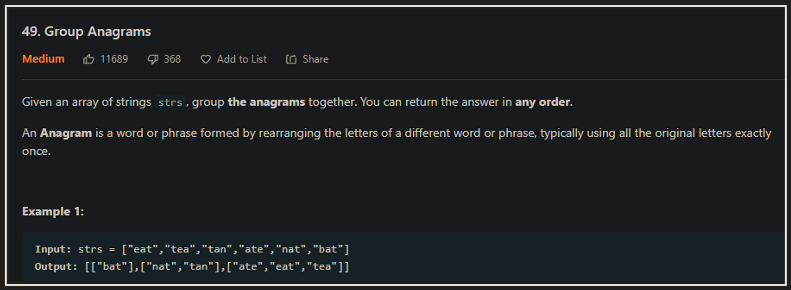 49. Group Anagrams
Medium 11689 368 Add to List Share
Given an array of strings strs, group the anagrams together. You can return the answer in any order.
An Anagram is a word or phrase formed by rearranging the letters of a different word or phrase, typically using all the original letters exactly
once.
Example 1:
Input: strs = ["eat","tea","tan","ate","nat","bat"]
Output: [["bat"],["nat","tan"],["ate","eat","tea"]]